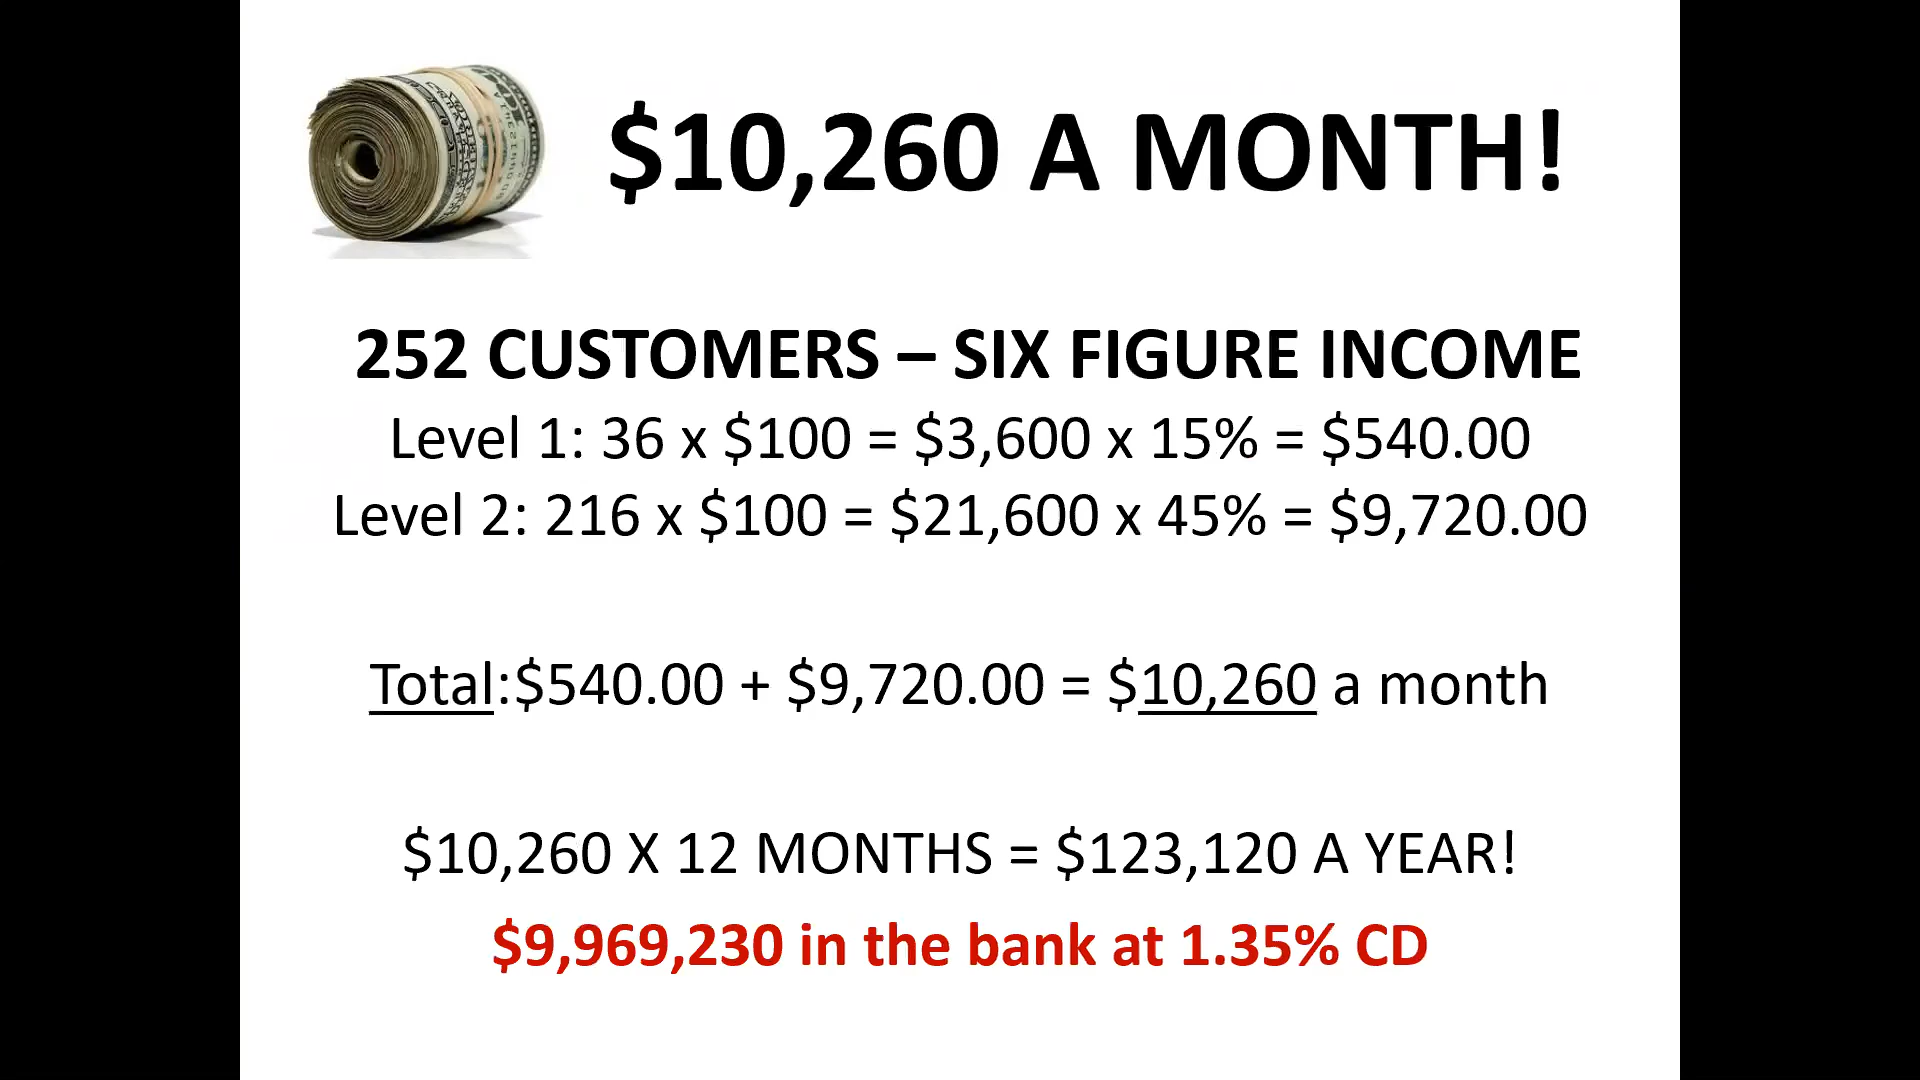 $10,260 A MONTH!
252 CUSTOMERS – SIX FIGURE INCOME
Level 1: 36 x $100 = $3,600 x 15% = $540.00
Level 2: 216 x $100 = $21,600 x 45% = $9,720.00
Total:$540.00 + $9,720.00 = $10,260 a month
$10,260 X 12 MONTHS = $123,120 A YEAR!
$9,969,230 in the bank at 1.35% CD